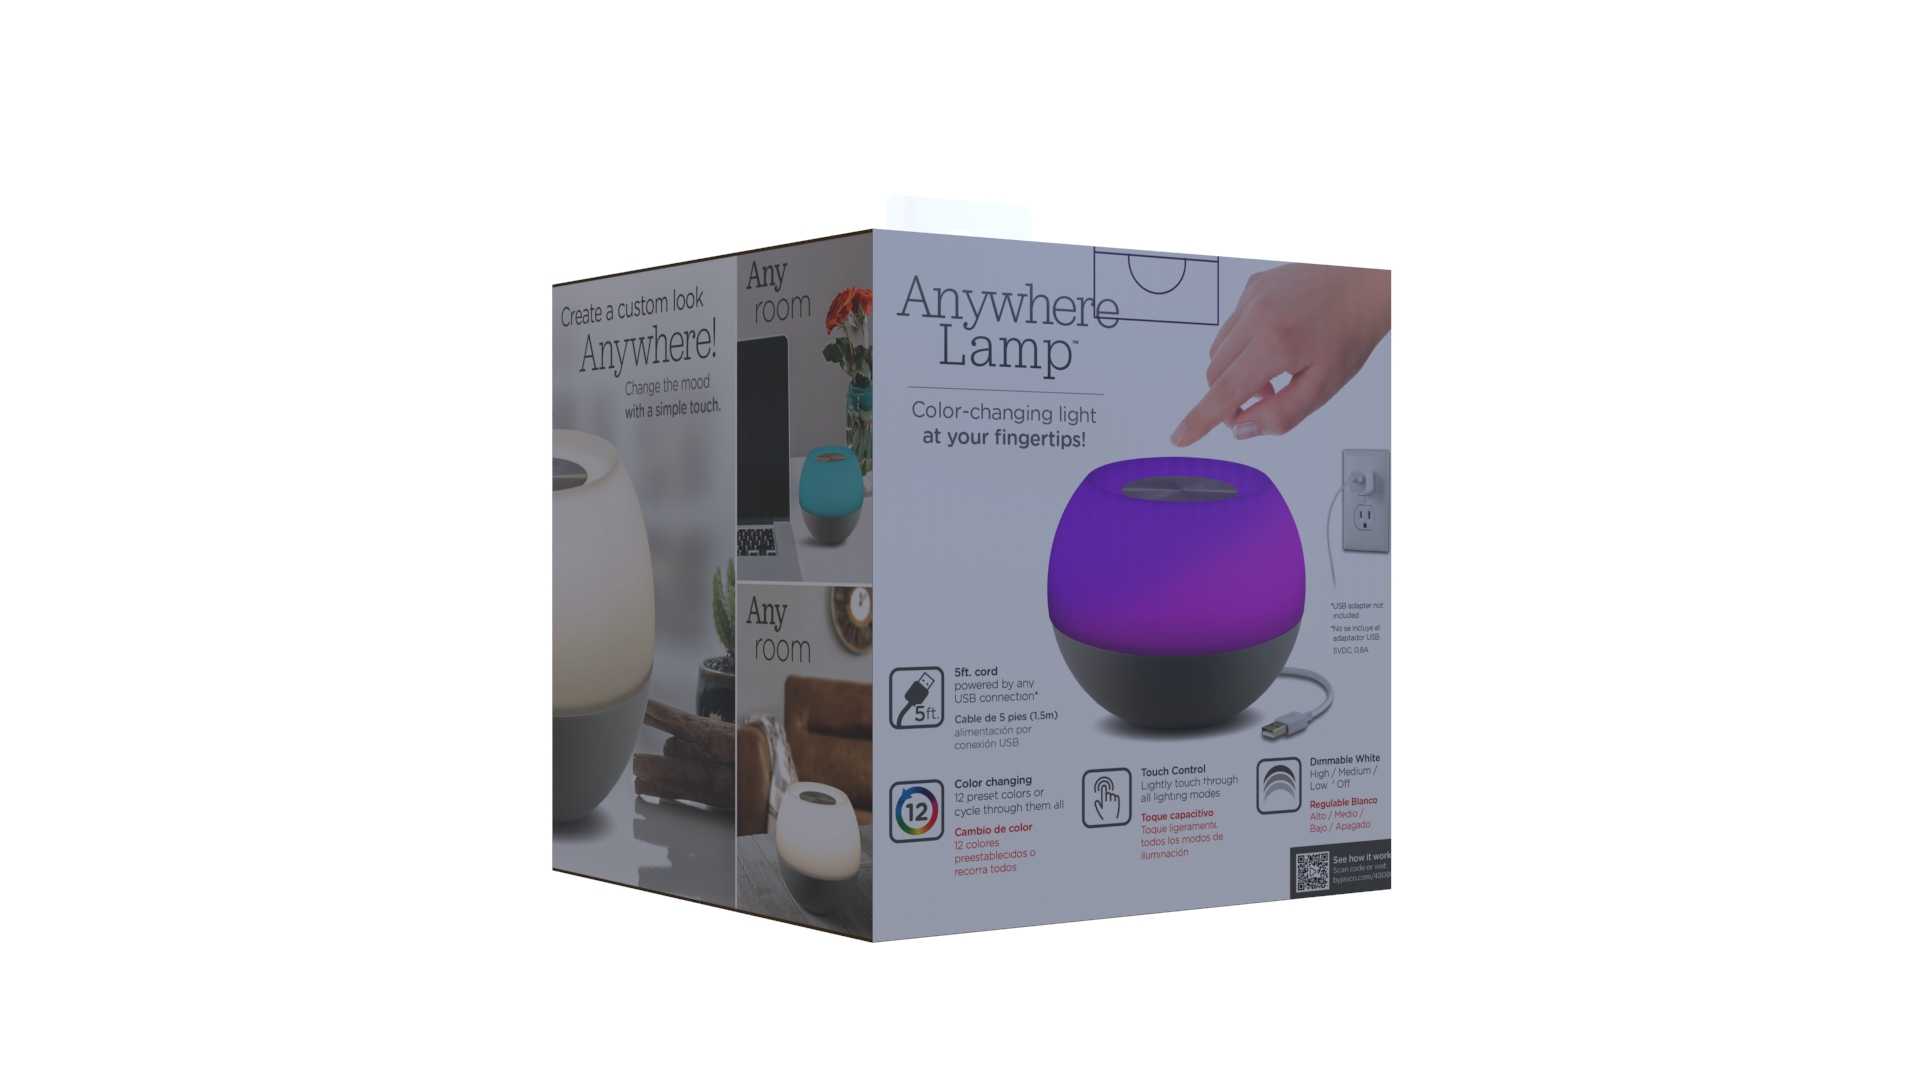 Create a custom look
Anywhere!
Change the mood
with a simple touch.
Any
room
Any
room
Anywhere
Lamp™
Color-changing light
at your fingertips!
*USB adapter not
included
*No se incluye el
adaptador USB
5VDC, 0.8A
5ft.
5ft. cord
powered by any
USB connection*
Cable de 5 pies (1.5m)
alimentación por
conexión USB
12
Color changing
12 preset colors or
cycle through them all
Cambio de color
12 colores
preestablecidos o
recorra todos
Touch Control
Lightly touch through
all lighting modes
Toque capacitivo
Toque ligeramente,
todos los modos de
iluminación
Dimmable White
High / Medium /
Low / Off
Regulable Blanco
Alto / Medio /
Bajo / Apagado
See how it work
Scan code or visit